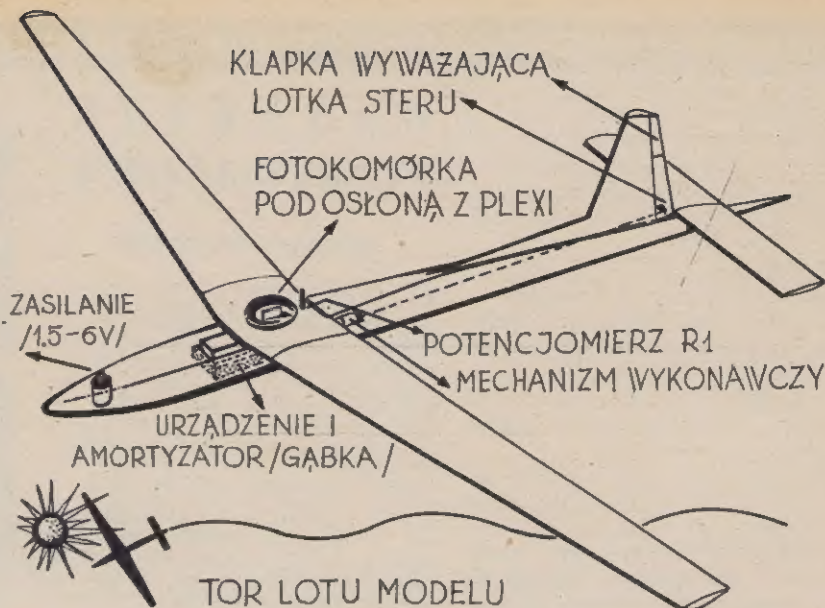 KLAPKA WYWAŻAJĄCA
LOTKA STERU
FOTOKOMÓRKA
POD OSŁONĄ Z PLEXI
ZASILANIE
/1.5-6V/
POTENCJOMIERZ R1
MECHANIZM WYKONAWCZY
URZĄDZENIE I
AMORTYZATOR/GĄBKA/
TOR LOTU MODELU